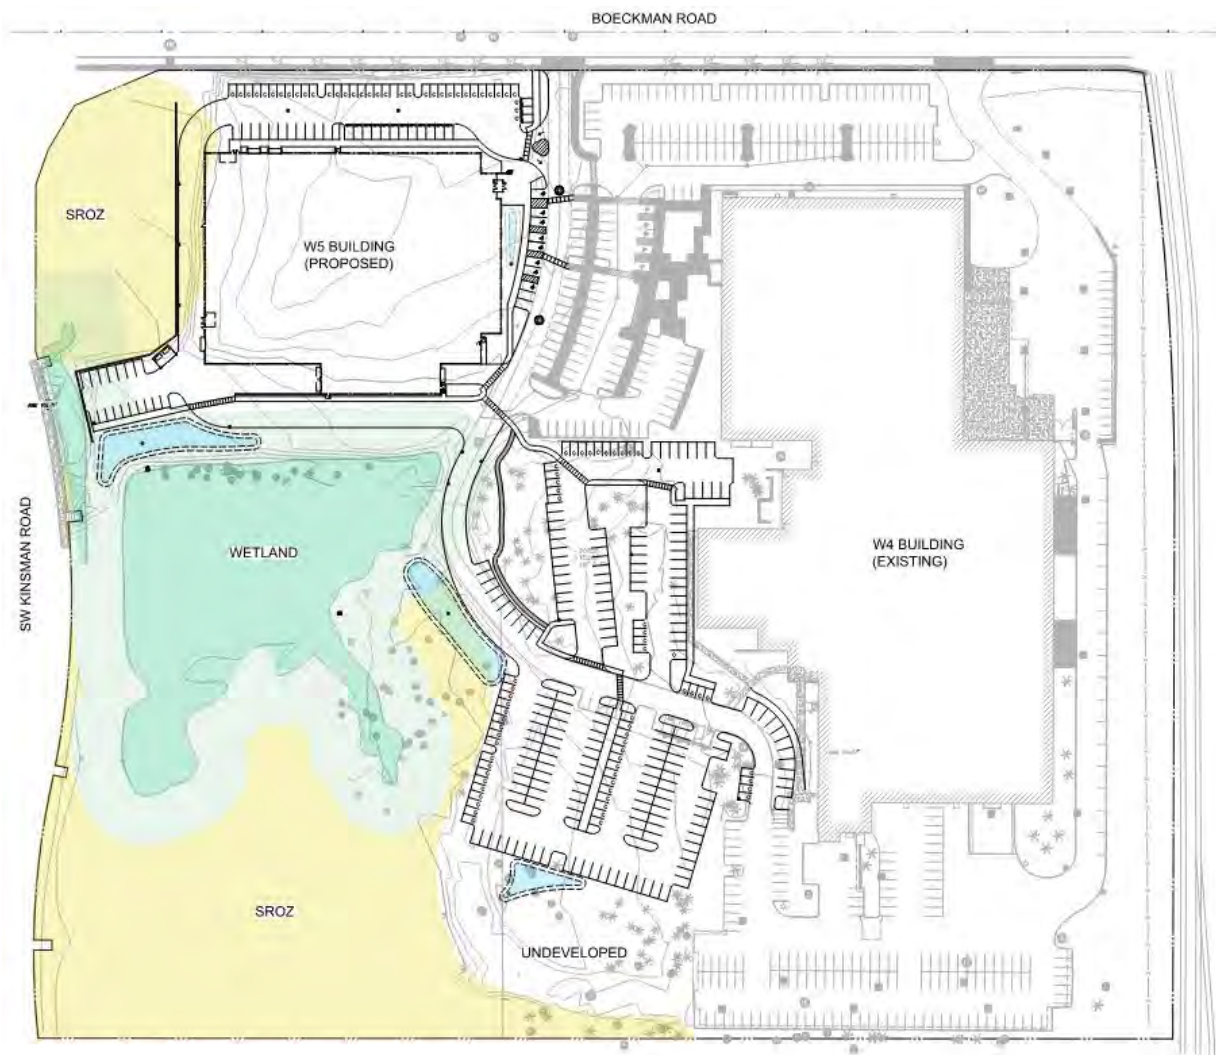 BOECKMAN ROAD
SROZ
W5 BUILDING
(PROPOSED)
SW KINSMAN ROAD
WETLAND
W4 BUILDING
(EXISTING)
SROZ
UNDEVELOPED